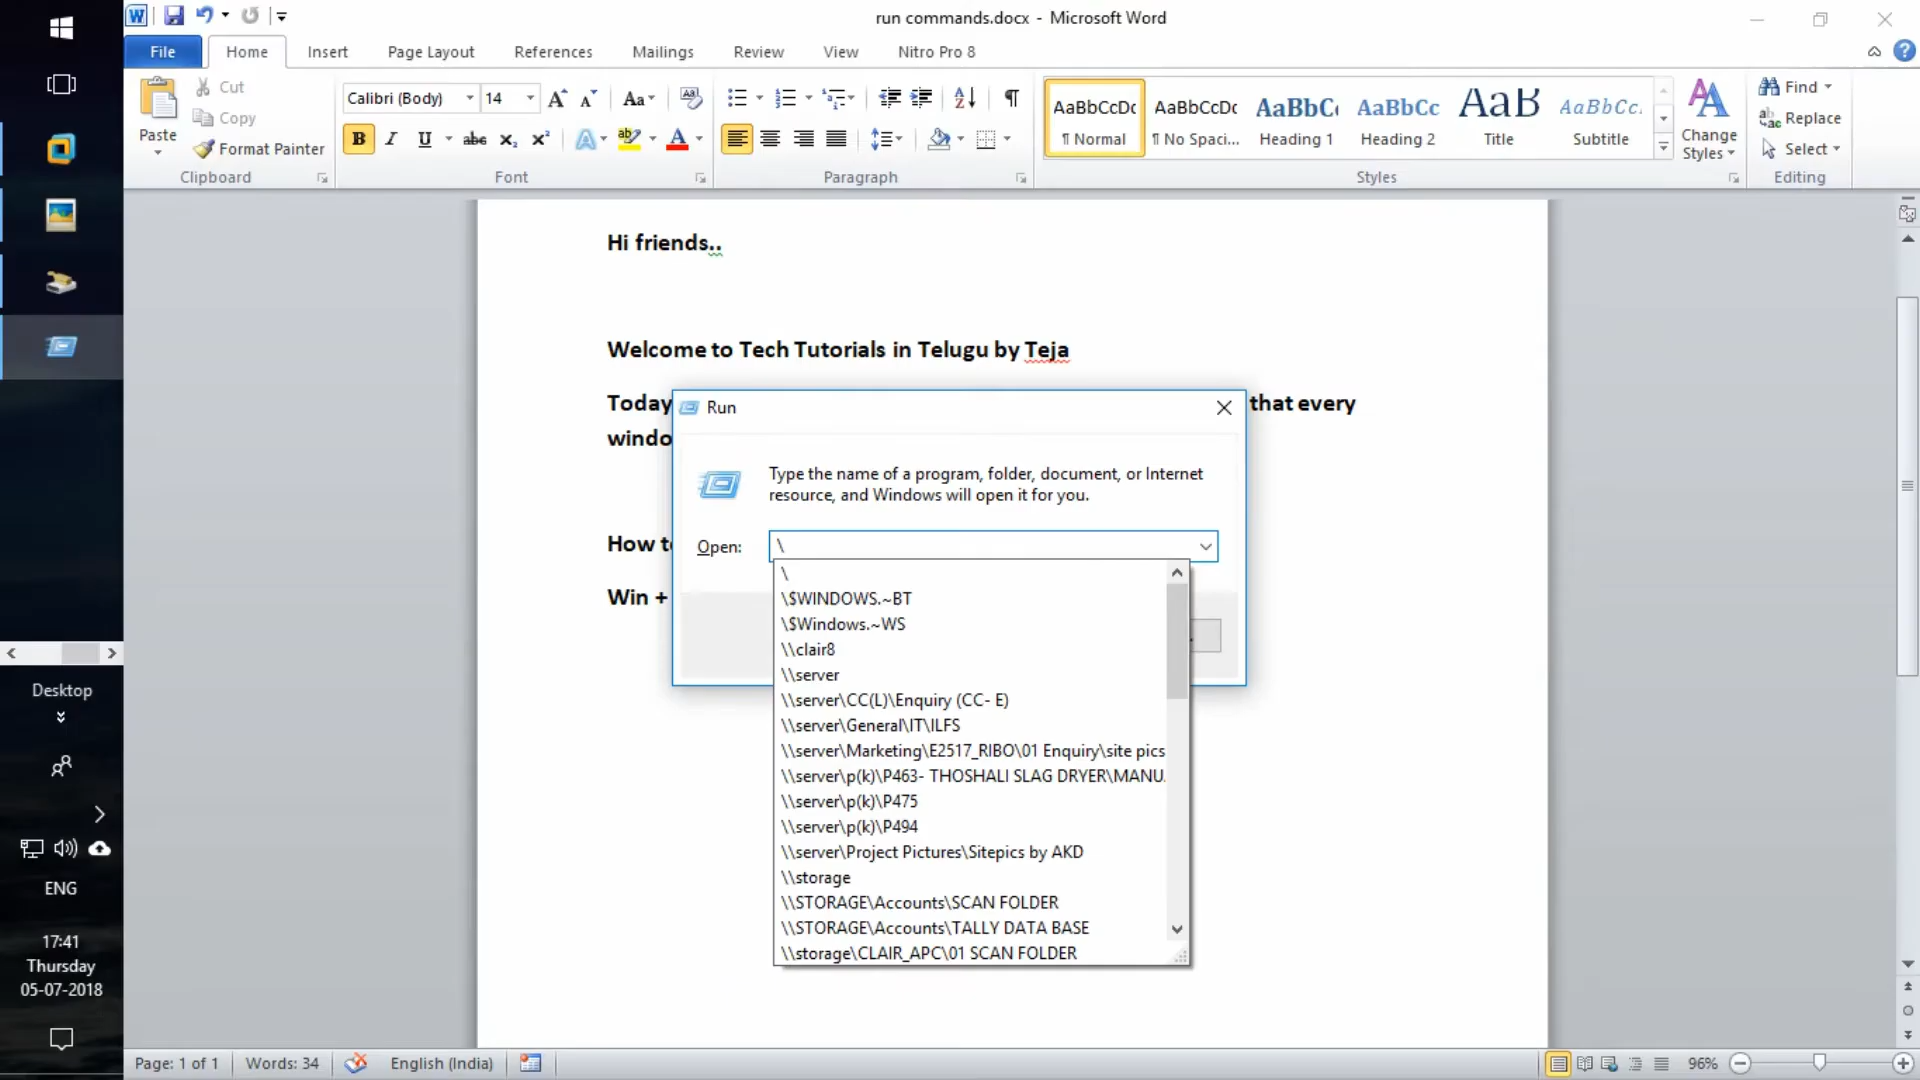 run commands.docx - Microsoft Word
File
Home
Insert
Page Layout
References
Mailings
Review
View
Nitro Pro 8
Paste
Cut
Copy
Format Painter
Clipboard
Calibri (Body)
14
Font
Paragraph
AaBbCcDc
¶ Normal
AaBbCcDc
¶ No Spaci...
AaBbC
Heading 1
AaBbCc
Heading 2
AaB
Title
AaBbCc.
Subtitle
Styles
Change
Styles
Find
Replace
Select
Editing
Hi friends..
Welcome to Tech Tutorials in Telugu by Teja
Today
that every
windo
How t
Win +
Run
Type the name of a program, folder, document, or Internet
resource, and Windows will open it for you.
Open:
\
\
\$WINDOWS.~BT
\$Windows.~WS
\\clair8
\\server
\\server\CC(L)\Enquiry (CC- E)
\\server\General\IT\ILFS
\\server\Marketing\E2517_RIBO\01 Enquiry\site pics
\\server\p(k)\P463- THOSHALI SLAG DRYER\MANU
\\server\p(k)\P475
\\server\p(k)\P494
\\server\Project Pictures\Sitepics by AKD
\\storage
\\STORAGE\Accounts\SCAN FOLDER
\\STORAGE\Accounts\TALLY DATA BASE
\\storage\CLAIR_APC\01 SCAN FOLDER
Desktop
ENG
17:41
Thursday
05-07-2018
Page: 1 of 1
Words: 34
English (India)
96%